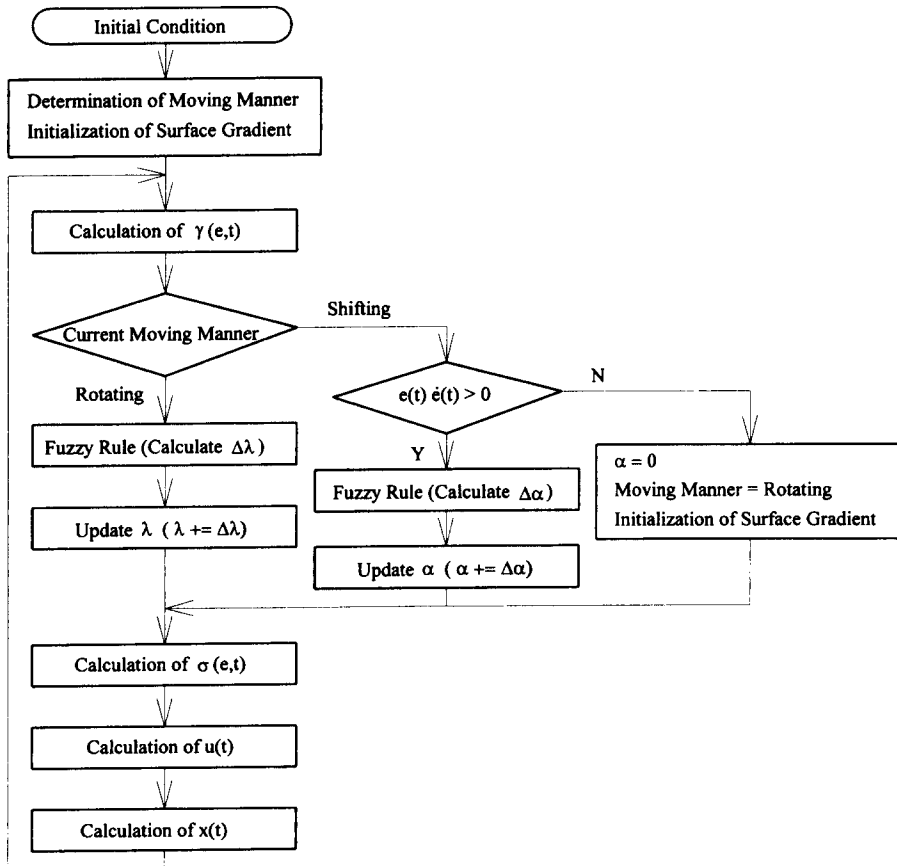 Initial Condition
Determination of Moving Manner
Initialization of Surface Gradient
Calculation of γ (e,t)
Current Moving Manner
Shifting
Rotating
e(t) ė(t) > 0
N
Y
Fuzzy Rule (Calculate Δλ )
Update λ ( λ += Δλ)
Fuzzy Rule (Calculate Δα)
Update α ( α += Δα)
α = 0
Moving Manner = Rotating
Initialization of Surface Gradient
Calculation of σ (e,t)
Calculation of u(t)
Calculation of x(t)